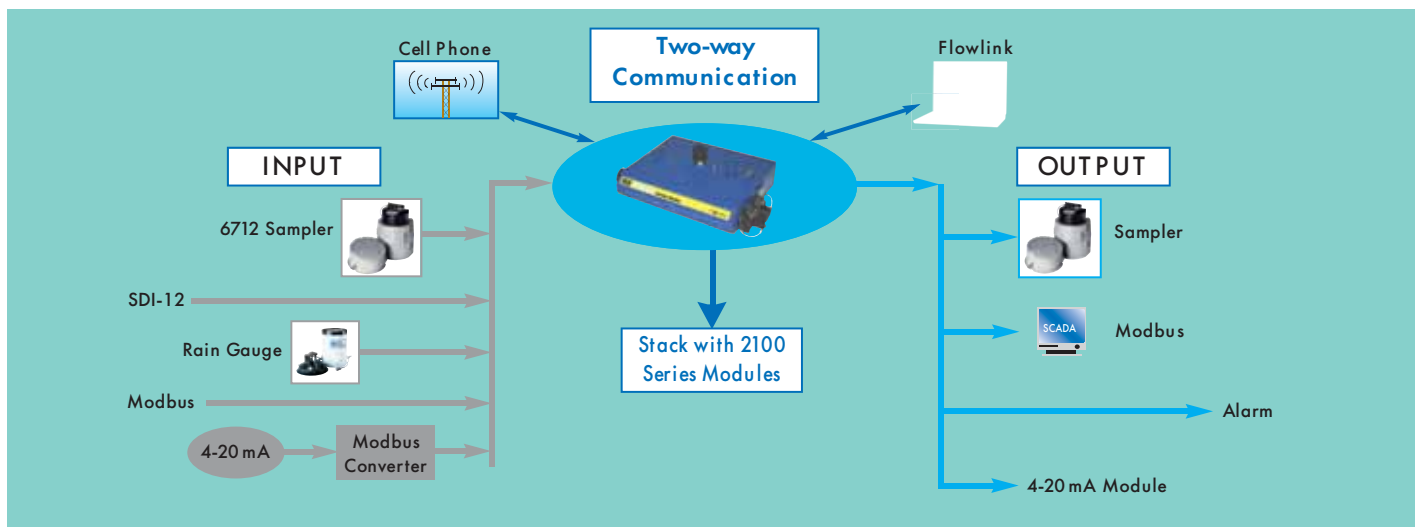 Cell Phone
Two-way
Communication
Flowlink
INPUT
OUTPUT
6712 Sampler
Sampler
SDI-12
SCADA
Modbus
Rain Gauge
Stack with 2100
Series Modules
Modbus
Alarm
4-20 mA
Modbus
Converter
4-20 mA Module